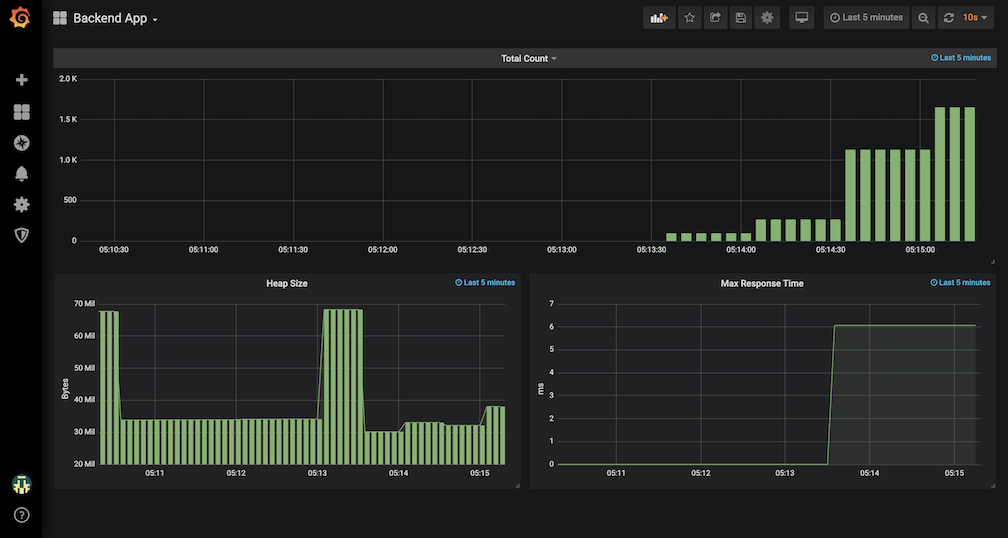 Backend App
Last 5 minutes
10s
Total Count
Last 5 minutes
2.0 K
1.5 K
1.0 K
500
0
05:10:30 05:11:00 05:11:30 05:12:00 05:12:30 05:13:00 05:13:30 05:14:00 05:14:30 05:15:00
Heap Size
Last 5 minutes
Bytes
70 Mil
60 Mil
50 Mil
40 Mil
30 Mil
20 Mil
05:11 05:12 05:13 05:14 05:15
Max Response Time
Last 5 minutes
ms
7
6
5
4
3
2
1
0
05:11 05:12 05:13 05:14 05:15